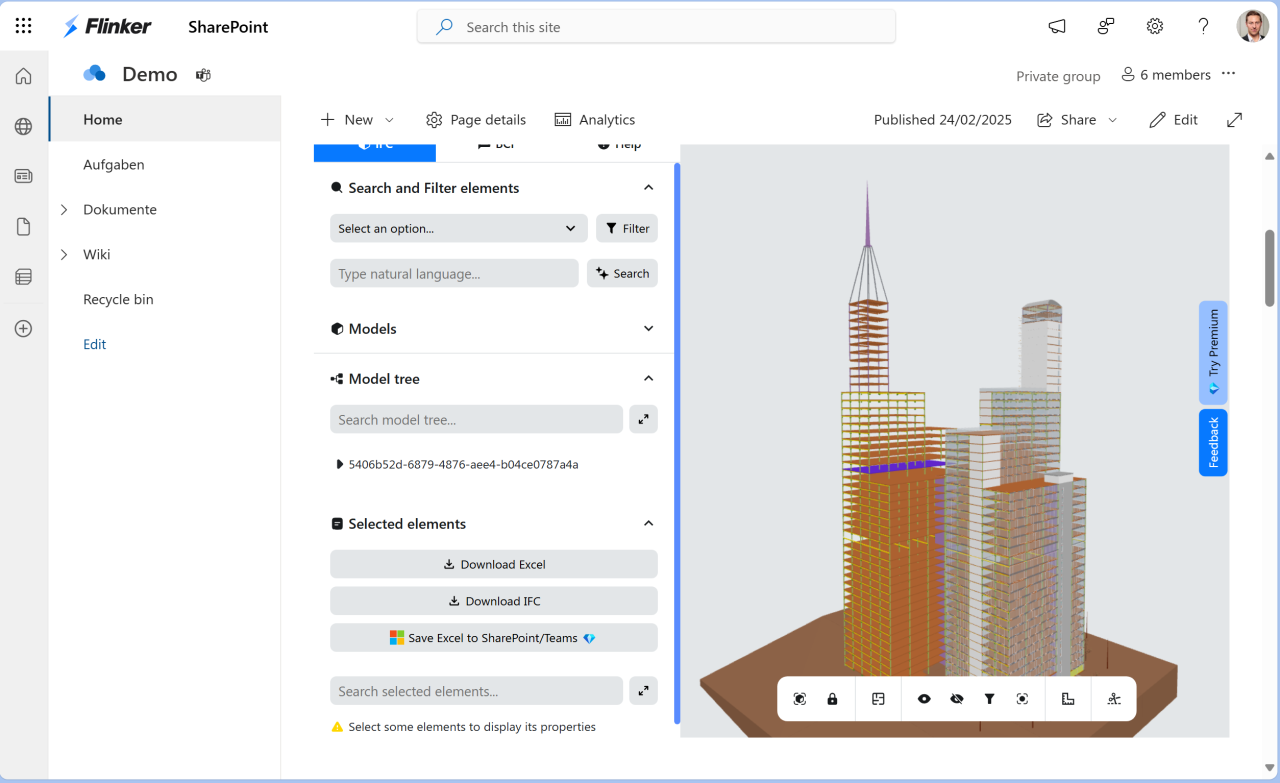 Flinker
SharePoint
Search this site
Demo
Private group
6 members
Home
Aufgaben
Dokumente
Wiki
Recycle bin
Edit
New
Page details
Analytics
Published 24/02/2025
Share
Edit
IFC
BCF
Help
Search and Filter elements
Select an option...
Filter
Type natural language...
Search
Models
Model tree
Search model tree...
5406b52d-6879-4876-aee4-b04ce0787a4a
Selected elements
Download Excel
Download IFC
Save Excel to SharePoint/Teams
Search selected elements...
Select some elements to display its properties
Try Premium
Feedback